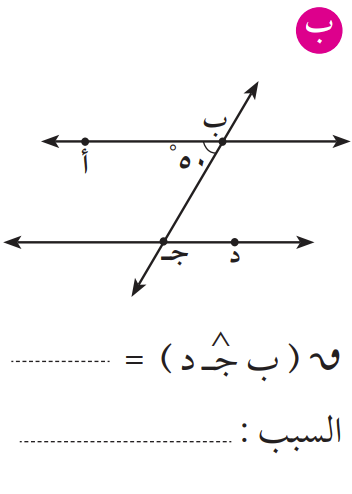 ب
ب
أ
٥٠°
جـ
د
ق ( ب جـ^ د ) = ............
السبب : ............